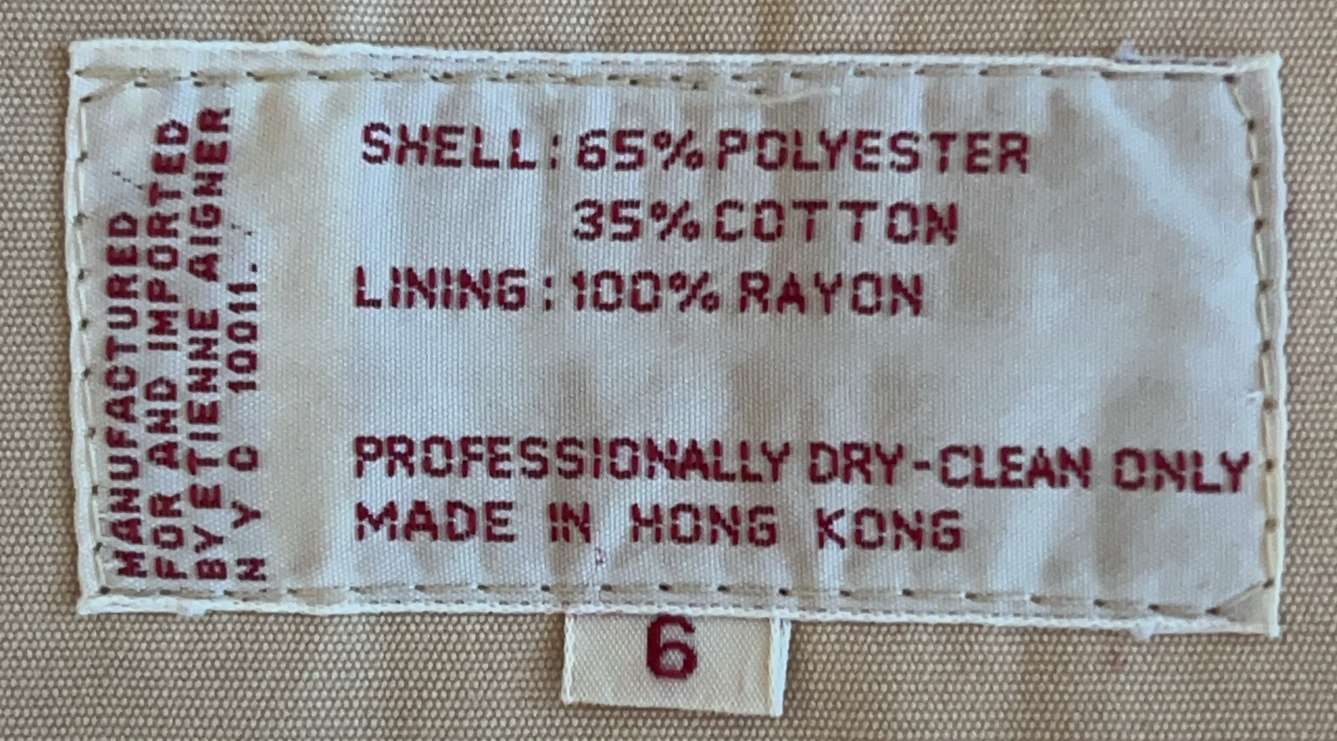 MANUFACTURED
FOR AND IMPORTED
BY ETIENNE AIGNER
N Y C 10011.
SHELL: 65% POLYESTER
35% COTTON
LINING: 100% RAYON
PROFESSIONALLY DRY-CLEAN ONLY
MADE IN HONG KONG
6